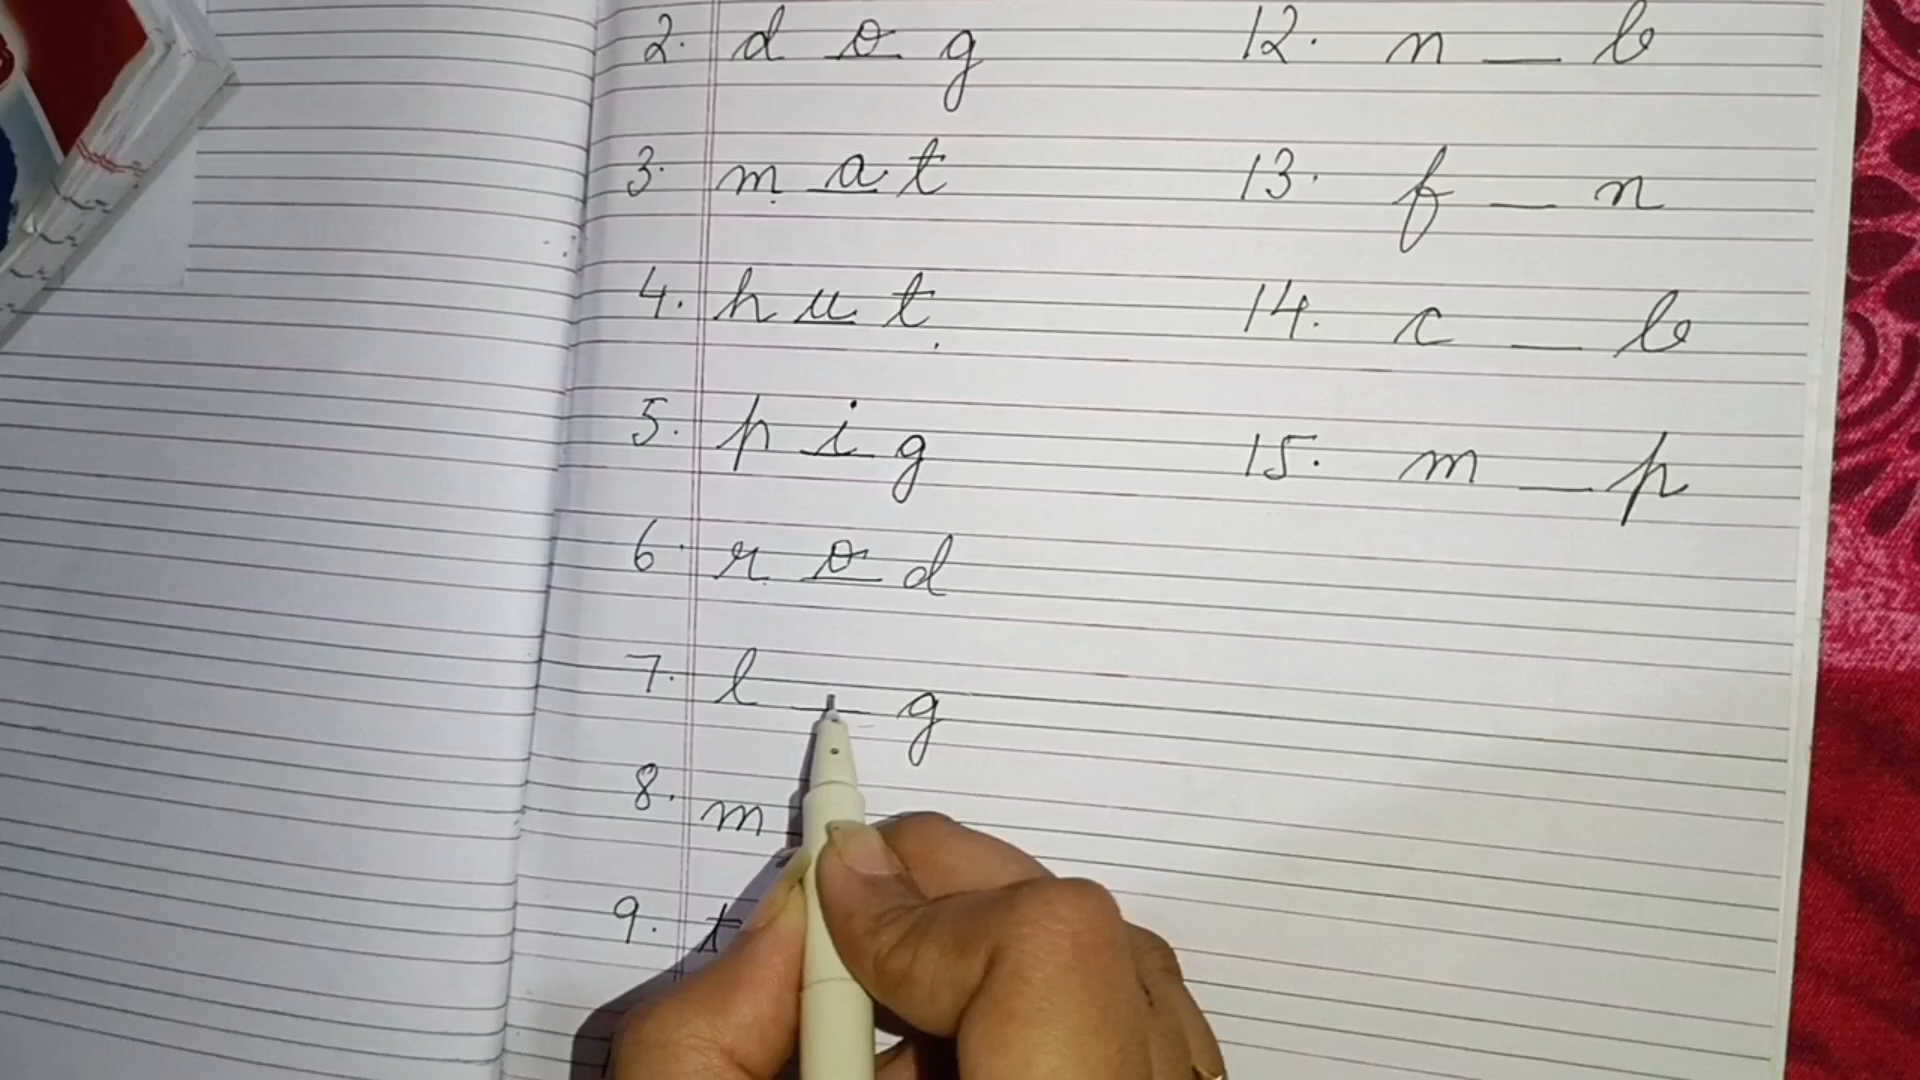 2. d o g
3. m a t
4. h u t
5. p i g
6. r o d
7. l _ g
8. m
9. t
12. n _ b
13. f _ n
14. c _ b
15. m _ p